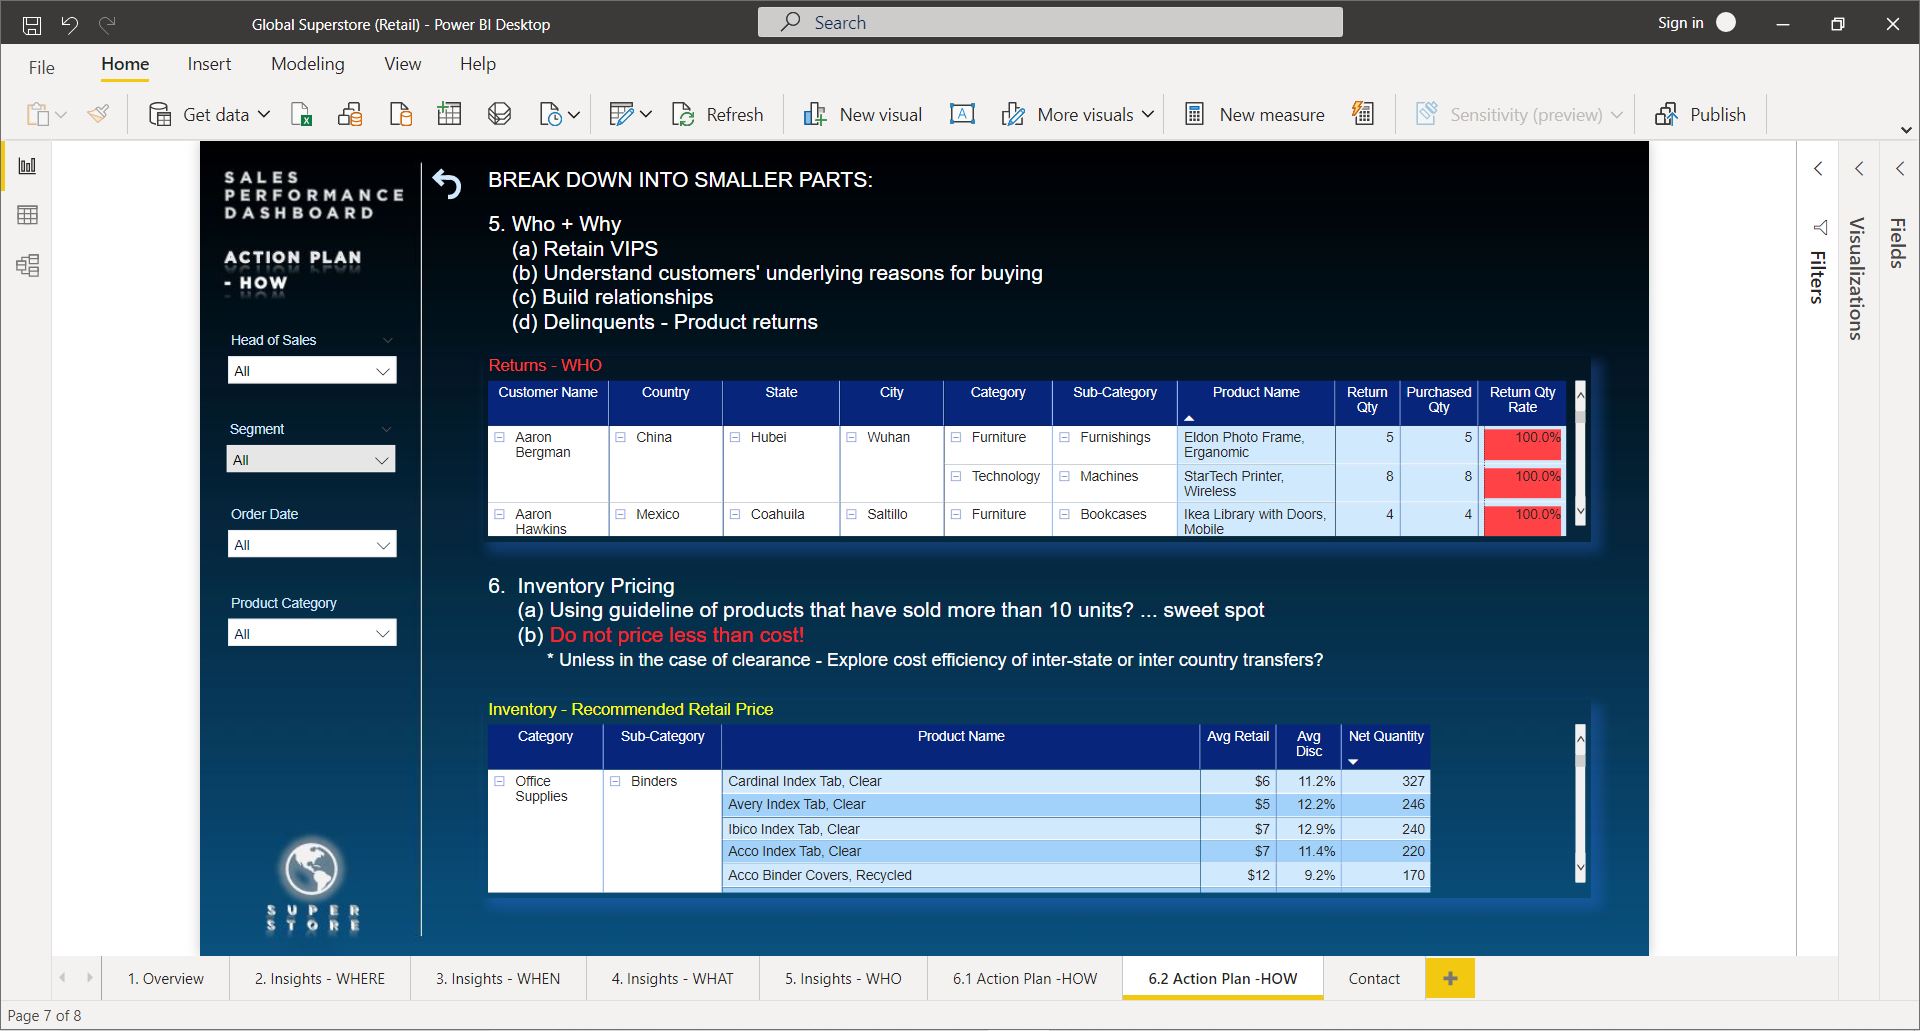 Global Superstore (Retail) - Power BI Desktop
Search
Sign in
File
Home
Insert
Modeling
View
Help
Get data
Refresh
New visual
More visuals
New measure
Sensitivity (preview)
Publish
SALES
PERFORMANCE
DASHBOARD
ACTION PLAN
- HOW
Head of Sales
All
Segment
All
Order Date
All
Product Category
All
SUPER
STORE
BREAK DOWN INTO SMALLER PARTS:
5. Who + Why
(a) Retain VIPS
(b) Understand customers' underlying reasons for buying
(c) Build relationships
(d) Delinquents - Product returns
Returns - WHO
Customer Name Country State City Category Sub-Category Product Name Return Qty Purchased Qty Return Qty Rate
Aaron Bergman China Hubei Wuhan Furniture Furnishings Eldon Photo Frame, Erganomic 5 5 100.0%
Technology Machines StarTech Printer, Wireless 8 8 100.0%
Aaron Hawkins Mexico Coahuila Saltillo Furniture Bookcases Ikea Library with Doors, Mobile 4 4 100.0%
6. Inventory Pricing
(a) Using guideline of products that have sold more than 10 units? ... sweet spot
(b) Do not price less than cost!
* Unless in the case of clearance - Explore cost efficiency of inter-state or inter country transfers?
Inventory - Recommended Retail Price
Category Sub-Category Product Name Avg Retail Avg Disc Net Quantity
Office Supplies Binders Cardinal Index Tab, Clear $6 11.2% 327
Avery Index Tab, Clear $5 12.2% 246
Ibico Index Tab, Clear $7 12.9% 240
Acco Index Tab, Clear $7 11.4% 220
Acco Binder Covers, Recycled $12 9.2% 170
Filters
Visualizations
Fields
1. Overview
2. Insights - WHERE
3. Insights - WHEN
4. Insights - WHAT
5. Insights - WHO
6.1 Action Plan -HOW
6.2 Action Plan -HOW
Contact
Page 7 of 8